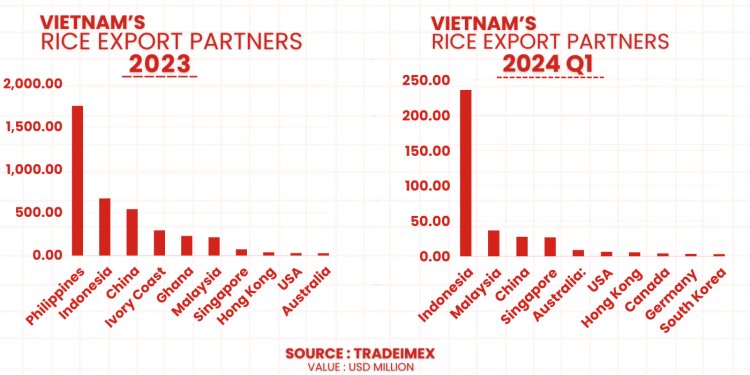 VIETNAM'S
RICE EXPORT PARTNERS
2023
2,000.00
1,500.00
1,000.00
500.00
0.00
Philippines
Indonesia
China
Ivory Coast
Ghana
Malaysia
Singapore
Hong Kong
USA
Australia
VIETNAM'S
RICE EXPORT PARTNERS
2024 Q1
250.00
200.00
150.00
100.00
50.00
0.00
Indonesia
Malaysia
China
Singapore
Australia:
USA
Hong Kong
Canada
Germany
South Korea
SOURCE : TRADEIMEX
VALUE : USD MILLION